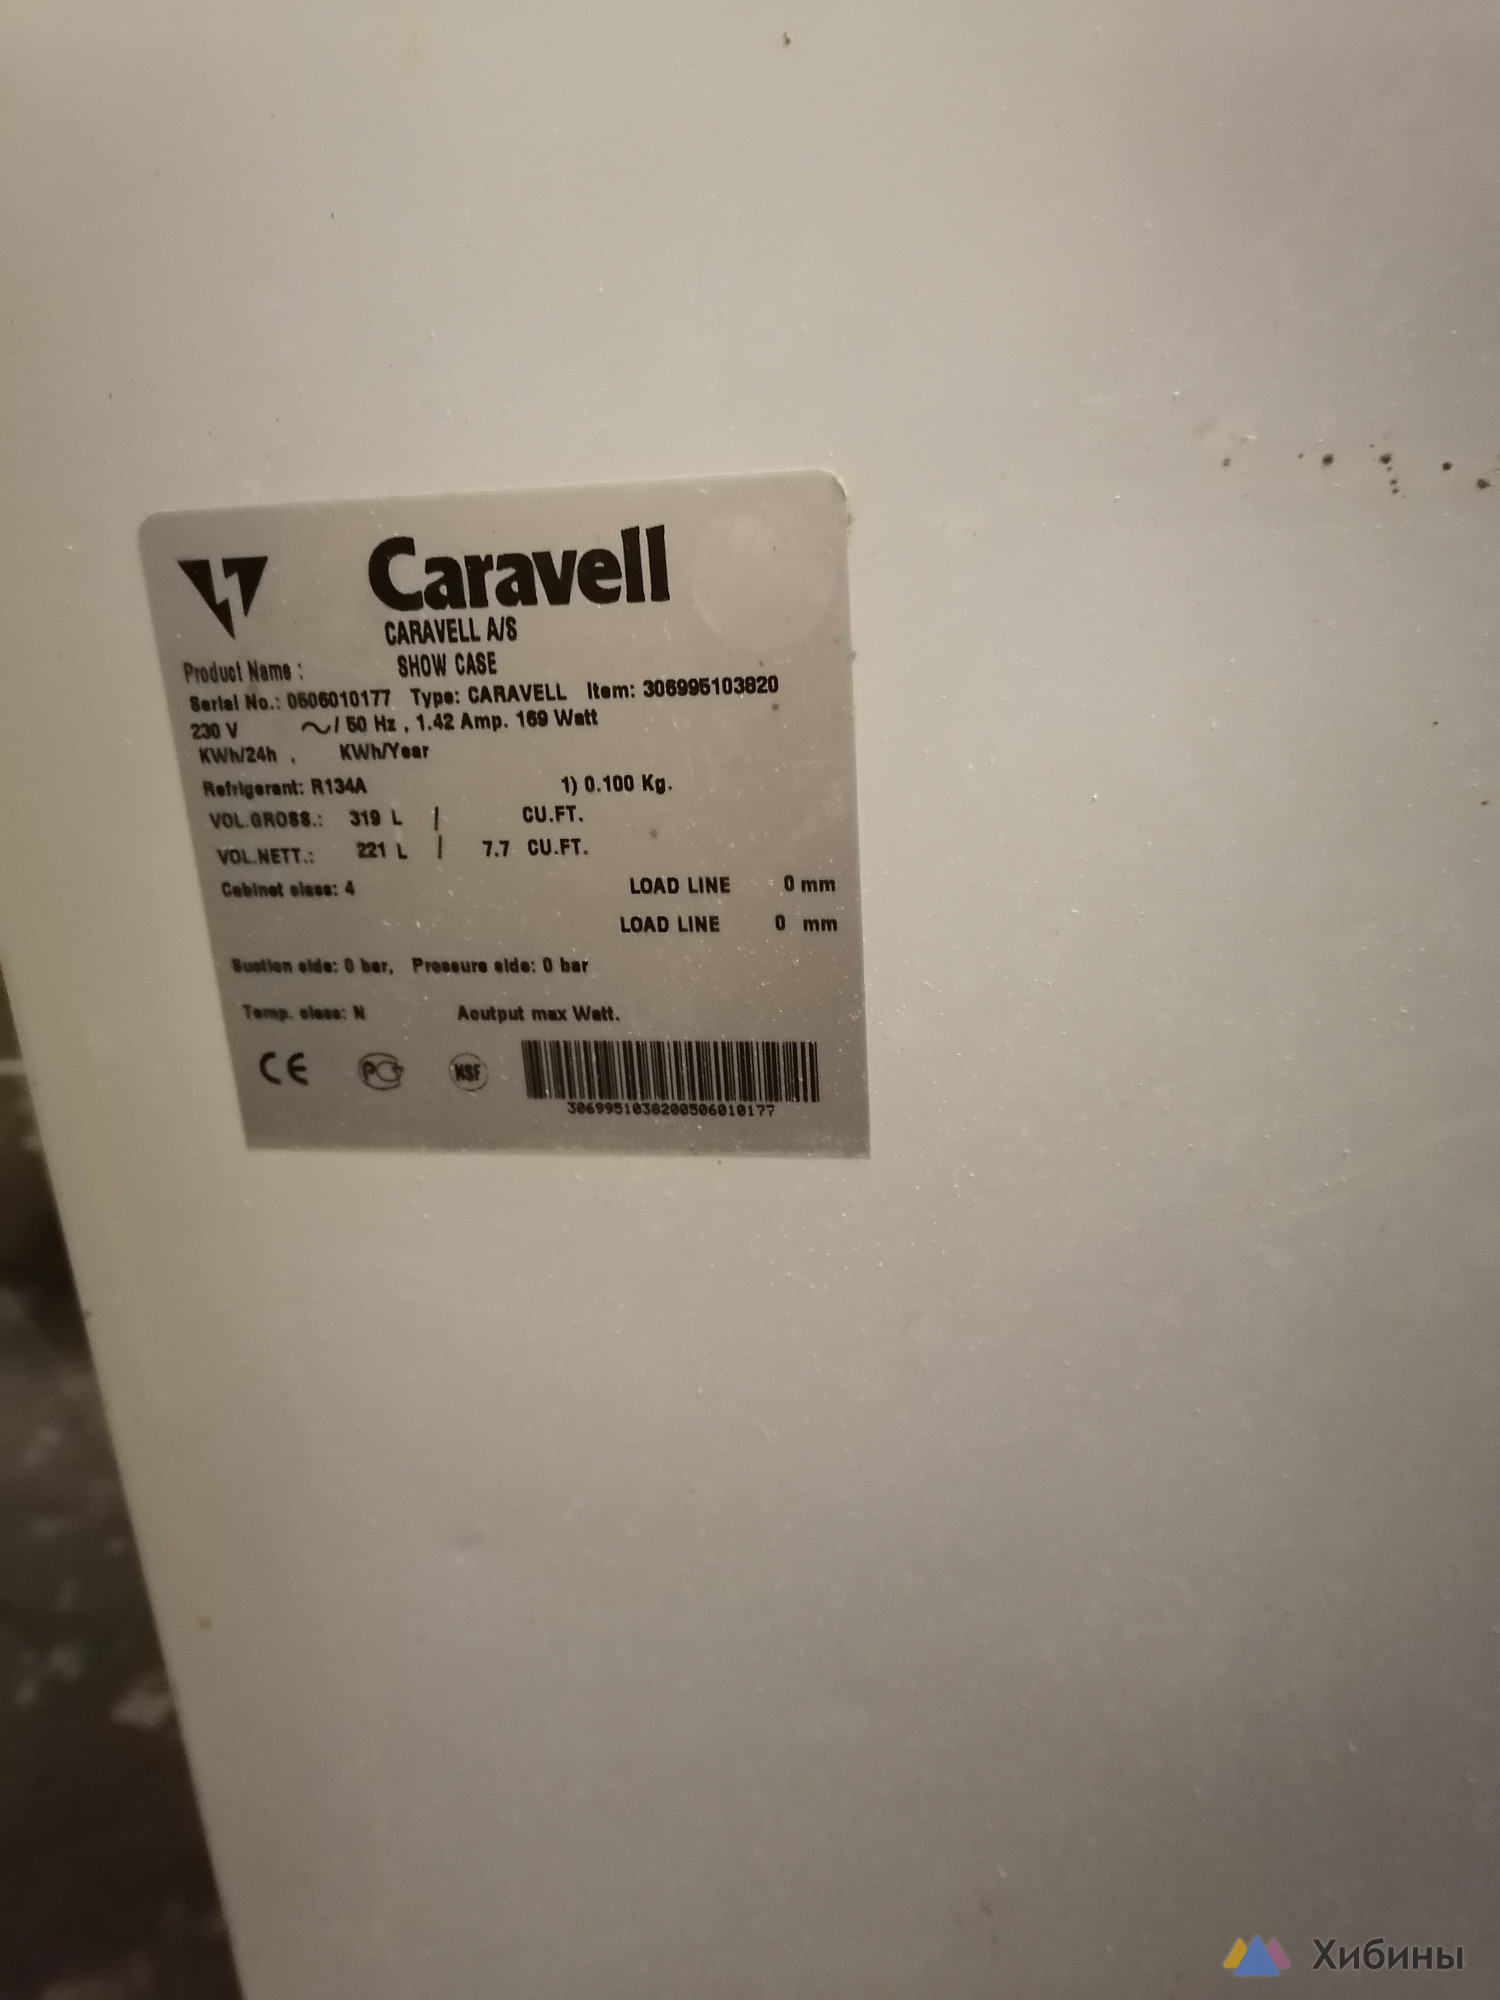 Caravell
CARAVELL A/S
Product Name : SHOW CASE
Serial No.: 0506010177 Type: CARAVELL Item: 306995103820
230 V ~/ 50 Hz , 1.42 Amp. 169 Watt
KWh/24h , KWh/Year
Refrigerant: R134A 1) 0.100 Kg.
VOL.GROSS.: 319 L / CU.FT.
VOL.NETT.: 221 L / 7.7 CU.FT.
Cabinet class: 4 LOAD LINE 0 mm
LOAD LINE 0 mm
Suction side: 0 bar, Pressure side: 0 bar
Temp. class: N Aoutput max Watt.
CE РСТ NSF
3069951038200506010177
Хибины